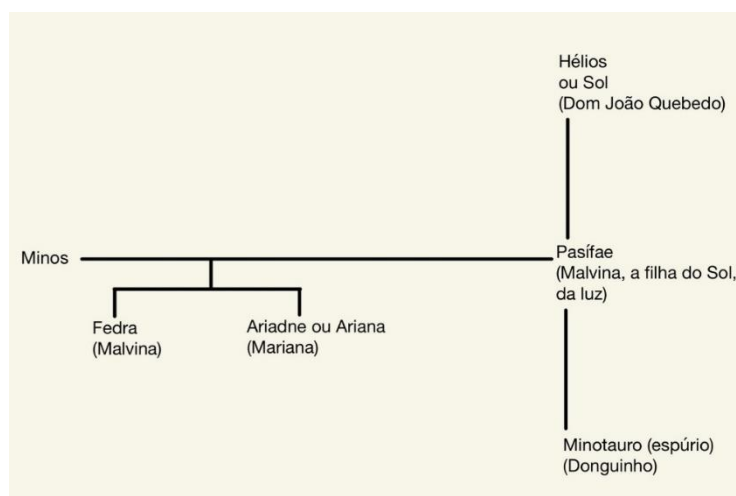 Hélios
ou Sol
(Dom João Quebedo)
Minos
Pasífae
(Malvina, a filha do Sol,
da luz)
Fedra
(Malvina)
Ariadne ou Ariana
(Mariana)
Minotauro (espúrio)
(Donguinho)